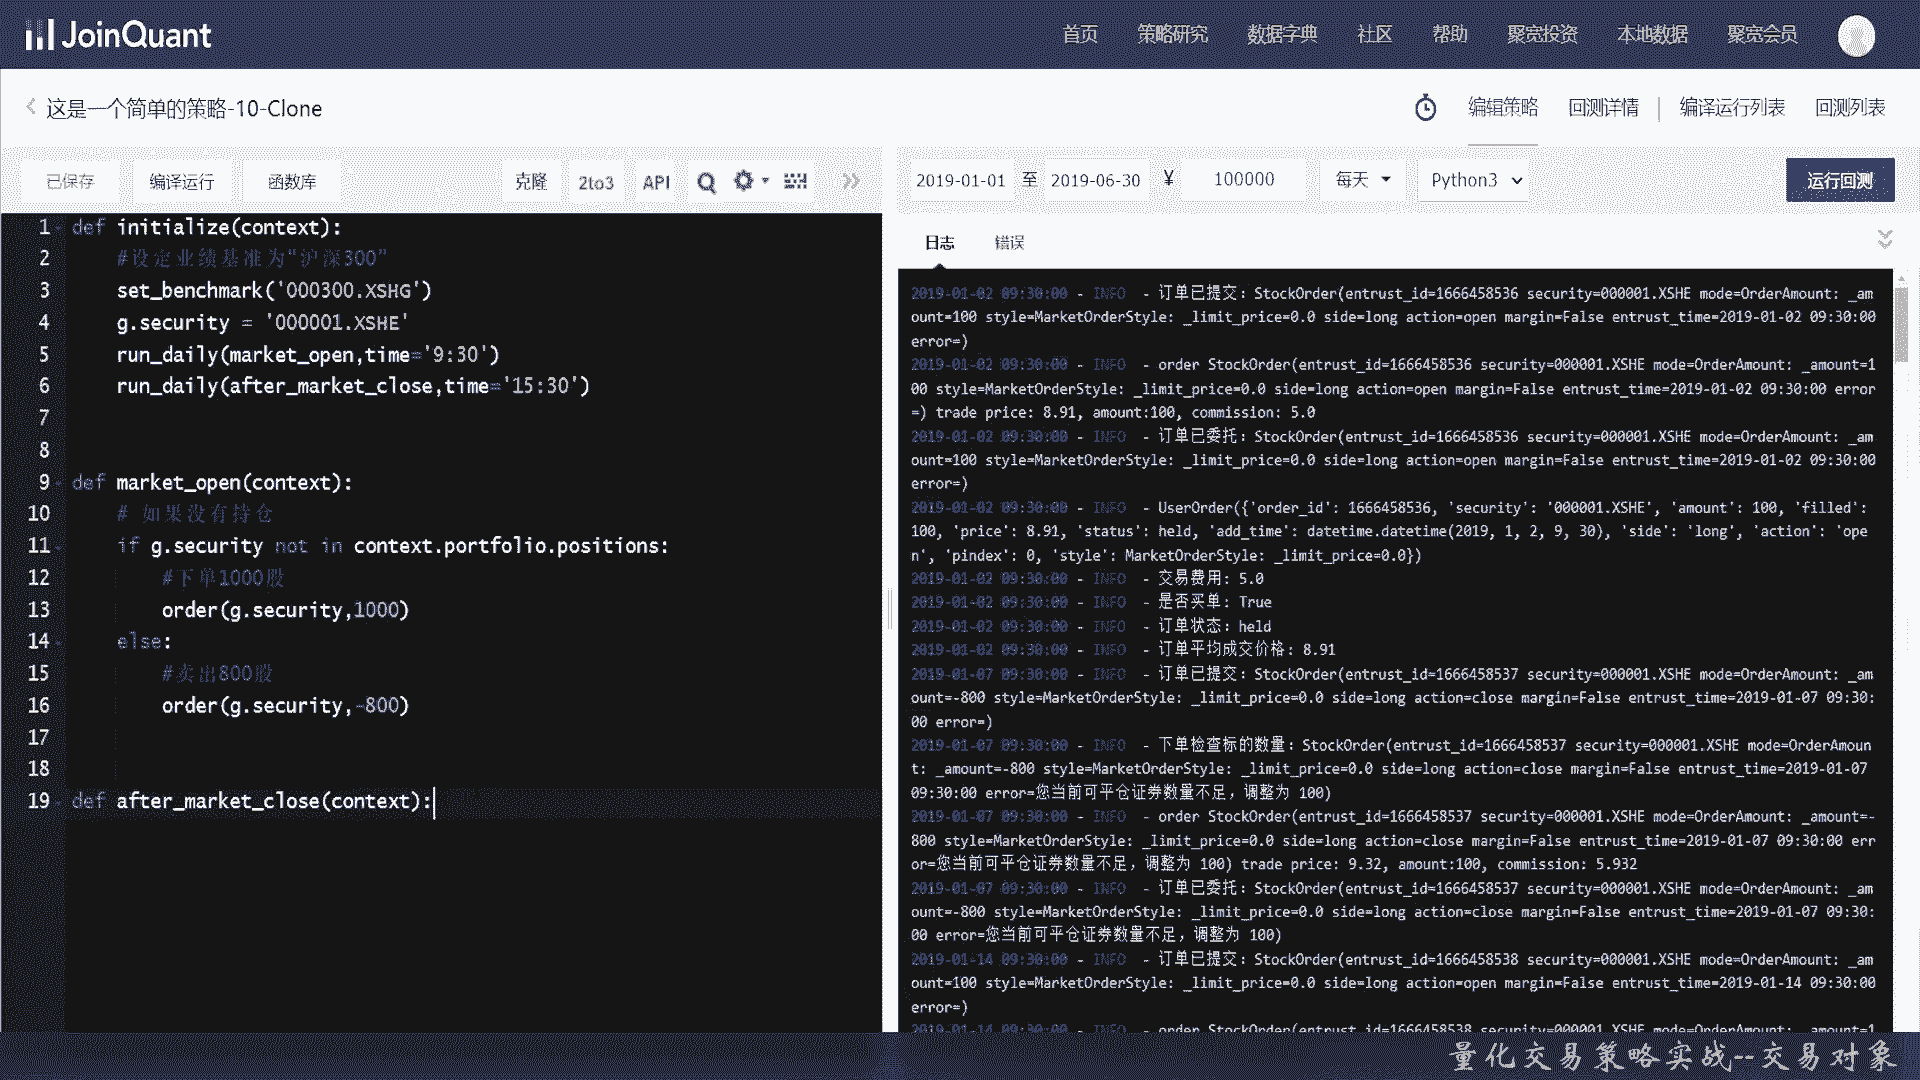 JoinQuant
首页 策略研究 数据字典 社区 帮助 聚宽投资 本地数据 聚宽会员
这是一个简单的策略-10-Clone
编辑策略 回测详情 | 编译运行列表 回测列表
已保存 编译运行 函数库 克隆 2to3 API
2019-01-01 至 2019-06-30 ¥ 100000 每天 Python3 运行回测
1 def initialize(context):
2 #设定业绩基准为“沪深300”
3 set_benchmark('000300.XSHG')
4 g.security = '000001.XSHE'
5 run_daily(market_open,time='9:30')
6 run_daily(after_market_close,time='15:30')
7
8
9 def market_open(context):
10 # 如果没有持仓
11 if g.security not in context.portfolio.positions:
12 #下单1000股
13 order(g.security,1000)
14 else:
15 #卖出800股
16 order(g.security,-800)
17
18
19 def after_market_close(context):
日志 错误
2019-01-02 09:30:00 - INFO - 订单已提交: StockOrder(entrust_id=1666458536 security=000001.XSHE mode=OrderAmount: _am
ount=100 style=MarketOrderStyle: _limit_price=0.0 side=long action=open margin=False entrust_time=2019-01-02 09:30:00
error=)
2019-01-02 09:30:00 - INFO - order StockOrder(entrust_id=1666458536 security=000001.XSHE mode=OrderAmount: _amount=1
00 style=MarketOrderStyle: _limit_price=0.0 side=long action=open margin=False entrust_time=2019-01-02 09:30:00 error
=) trade price: 8.91, amount:100, commission: 5.0
2019-01-02 09:30:00 - INFO - 订单已委托: StockOrder(entrust_id=1666458536 security=000001.XSHE mode=OrderAmount: _am
ount=100 style=MarketOrderStyle: _limit_price=0.0 side=long action=open margin=False entrust_time=2019-01-02 09:30:00
error=)
2019-01-02 09:30:00 - INFO - UserOrder({'order_id': 1666458536, 'security': '000001.XSHE', 'amount': 100, 'filled':
100, 'price': 8.91, 'status': held, 'add_time': datetime.datetime(2019, 1, 2, 9, 30), 'side': 'long', 'action': 'ope
n', 'pindex': 0, 'style': MarketOrderStyle: _limit_price=0.0})
2019-01-02 09:30:00 - INFO - 交易费用: 5.0
2019-01-02 09:30:00 - INFO - 是否买单: True
2019-01-02 09:30:00 - INFO - 订单状态: held
2019-01-02 09:30:00 - INFO - 订单平均成交价格: 8.91
2019-01-07 09:30:00 - INFO - 订单已提交: StockOrder(entrust_id=1666458537 security=000001.XSHE mode=OrderAmount: _am
ount=-800 style=MarketOrderStyle: _limit_price=0.0 side=long action=close margin=False entrust_time=2019-01-07 09:30:
00 error=)
2019-01-07 09:30:00 - INFO - 下单检查标的数量: StockOrder(entrust_id=1666458537 security=000001.XSHE mode=OrderAmoun
t: _amount=-800 style=MarketOrderStyle: _limit_price=0.0 side=long action=close margin=False entrust_time=2019-01-07
09:30:00 error=您当前可平仓证券数量不足，调整为 100)
2019-01-07 09:30:00 - INFO - order StockOrder(entrust_id=1666458537 security=000001.XSHE mode=OrderAmount: _amount=-
800 style=MarketOrderStyle: _limit_price=0.0 side=long action=close margin=False entrust_time=2019-01-07 09:30:00 err
or=您当前可平仓证券数量不足，调整为 100) trade price: 9.32, amount:100, commission: 5.932
2019-01-07 09:30:00 - INFO - 订单已委托: StockOrder(entrust_id=1666458537 security=000001.XSHE mode=OrderAmount: _am
ount=-800 style=MarketOrderStyle: _limit_price=0.0 side=long action=close margin=False entrust_time=2019-01-07 09:30:
00 error=您当前可平仓证券数量不足，调整为 100)
2019-01-14 09:30:00 - INFO - 订单已提交: StockOrder(entrust_id=1666458538 security=000001.XSHE mode=OrderAmount: _am
ount=100 style=MarketOrderStyle: _limit_price=0.0 side=long action=open margin=False entrust_time=2019-01-14 09:30:00
error=)
2019-01-14 09:30:00 - INFO - order StockOrder(entrust_id=1666458538 security=000001.XSHE mode=OrderAmount: _amount=1
量化交易策略实战--交易对象